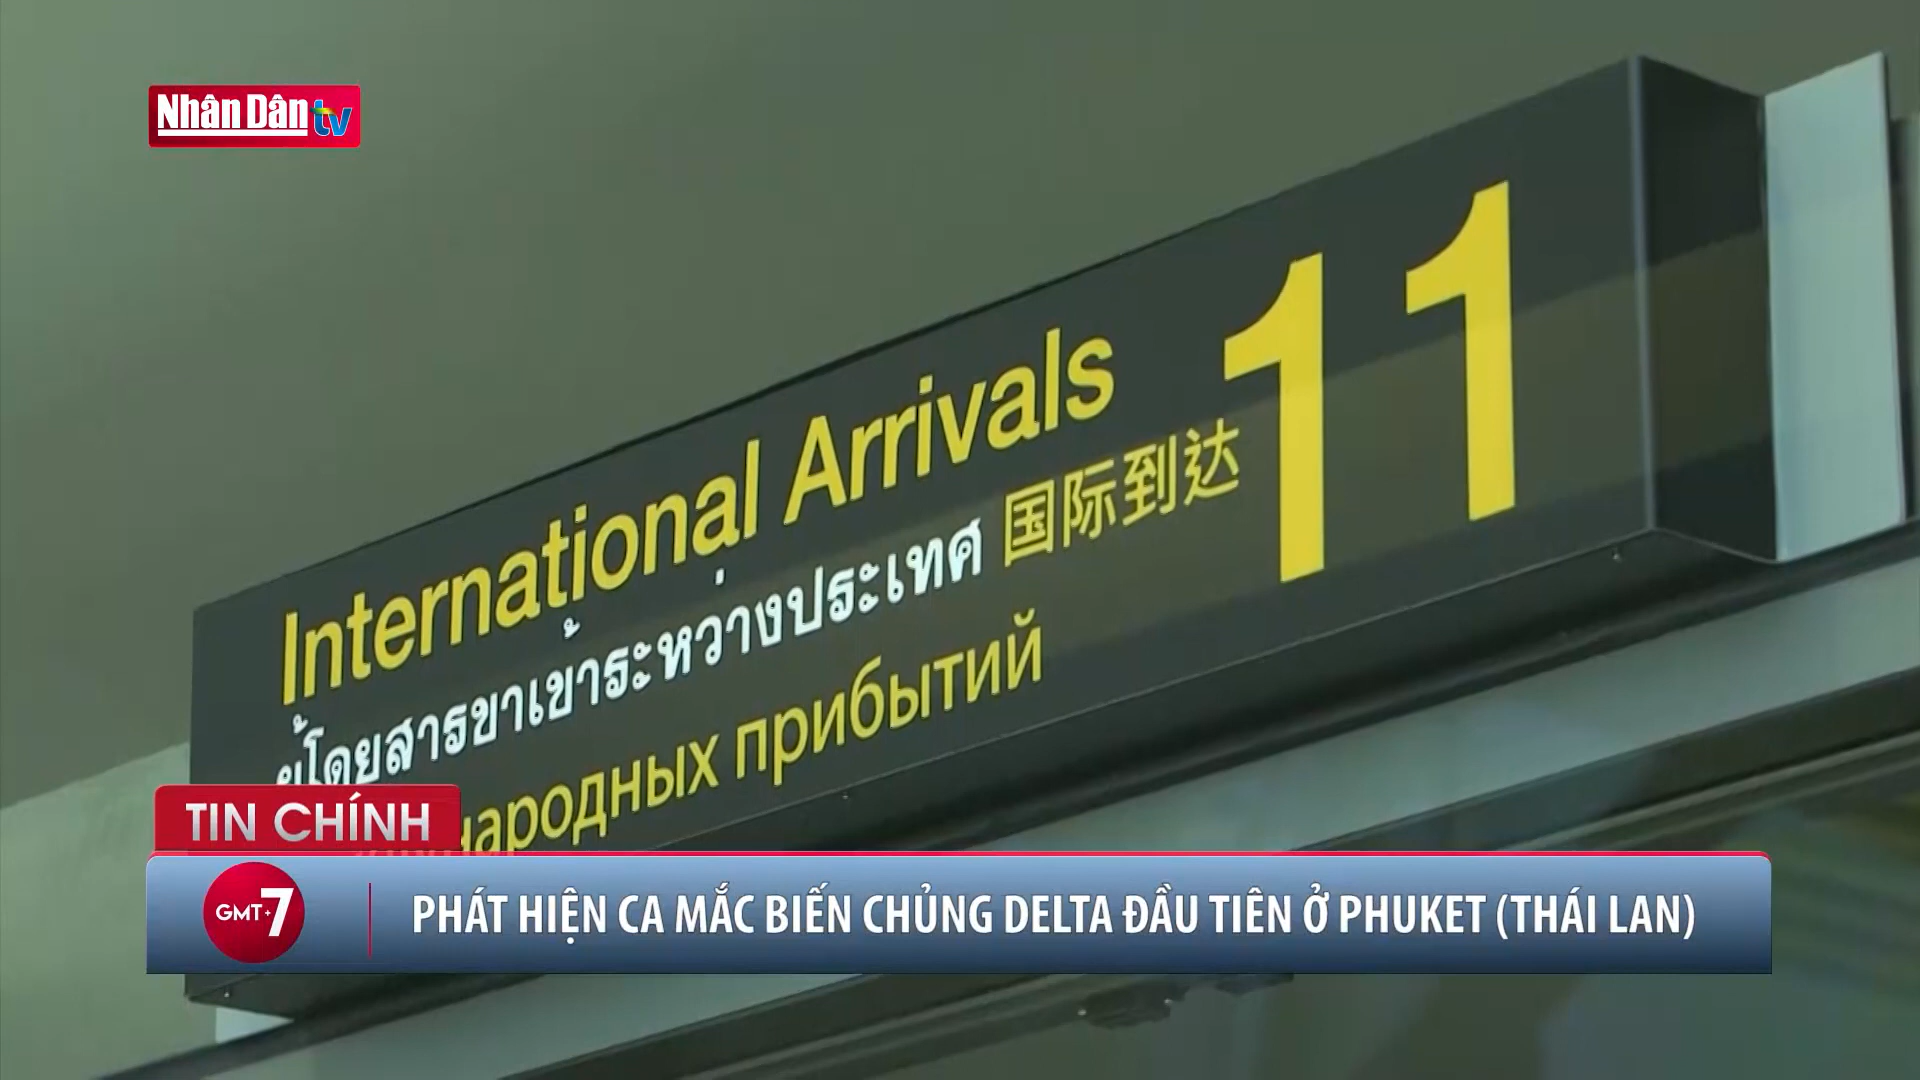 Nhân Dân tv
International Arrivals 11
ผู้โดยสารขาเข้าระหว่างประเทศ 国际到达
народных прибытий
TIN CHÍNH
GMT+7
PHÁT HIỆN CA MẮC BIẾN CHỦNG DELTA ĐẦU TIÊN Ở PHUKET (THÁI LAN)